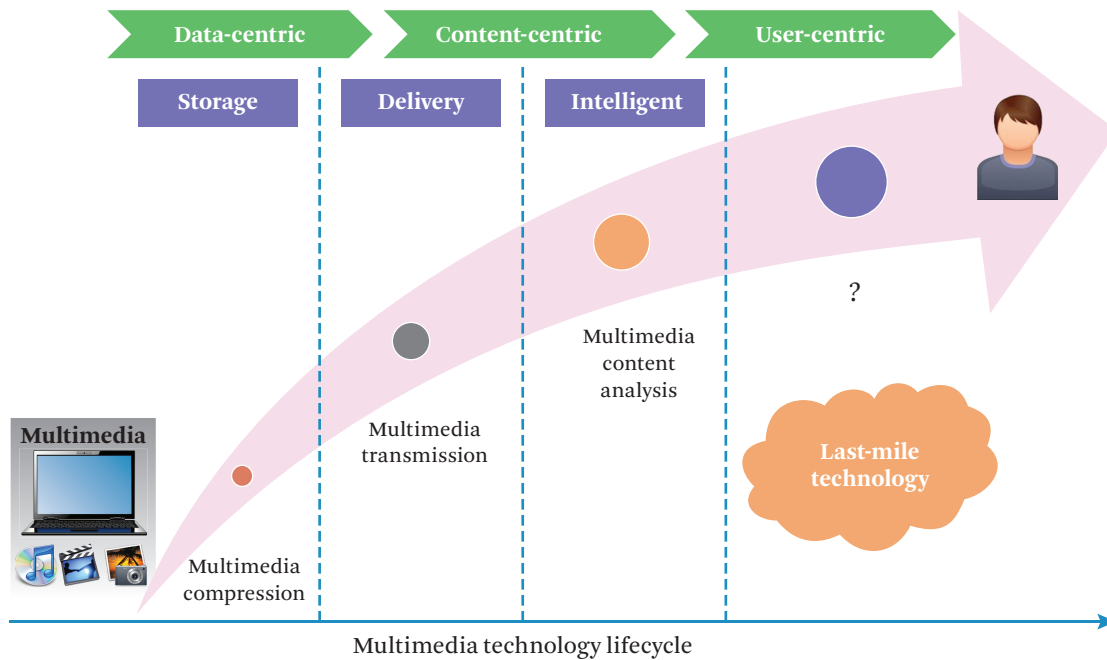 Data-centric
Content-centric
User-centric
Storage
Delivery
Intelligent
?
Multimedia
content
analysis
Multimedia
transmission
Multimedia
Last-mile
technology
Multimedia
compression
Multimedia technology lifecycle